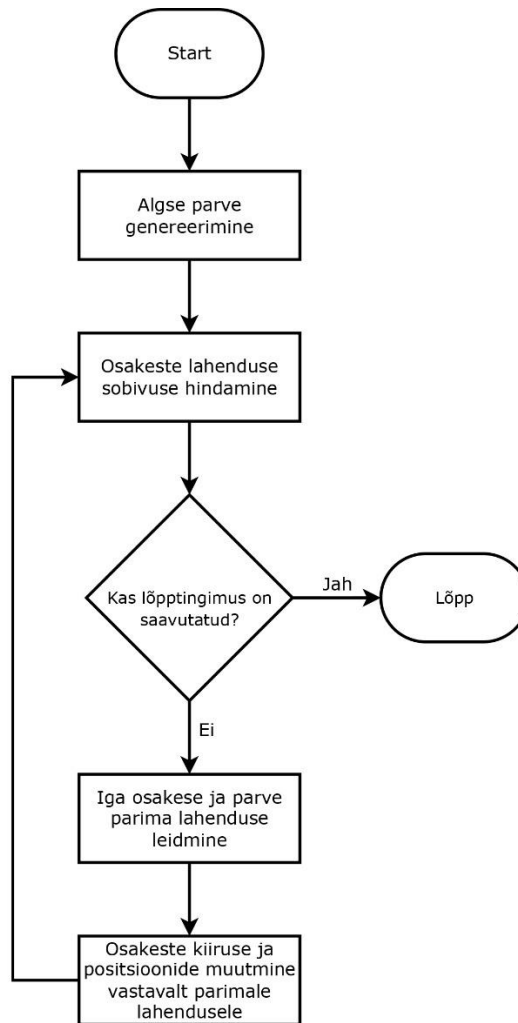 Start
Algse parve
genereerimine
Osakeste lahenduse
sobivuse hindamine
Kas lõpptingimus on
saavutatud?
Jah
Lõpp
Ei
Iga osakese ja parve
parima lahenduse
leidmine
Osakeste kiiruse ja
positsioonide muutmine
vastavalt parimale
lahendusele